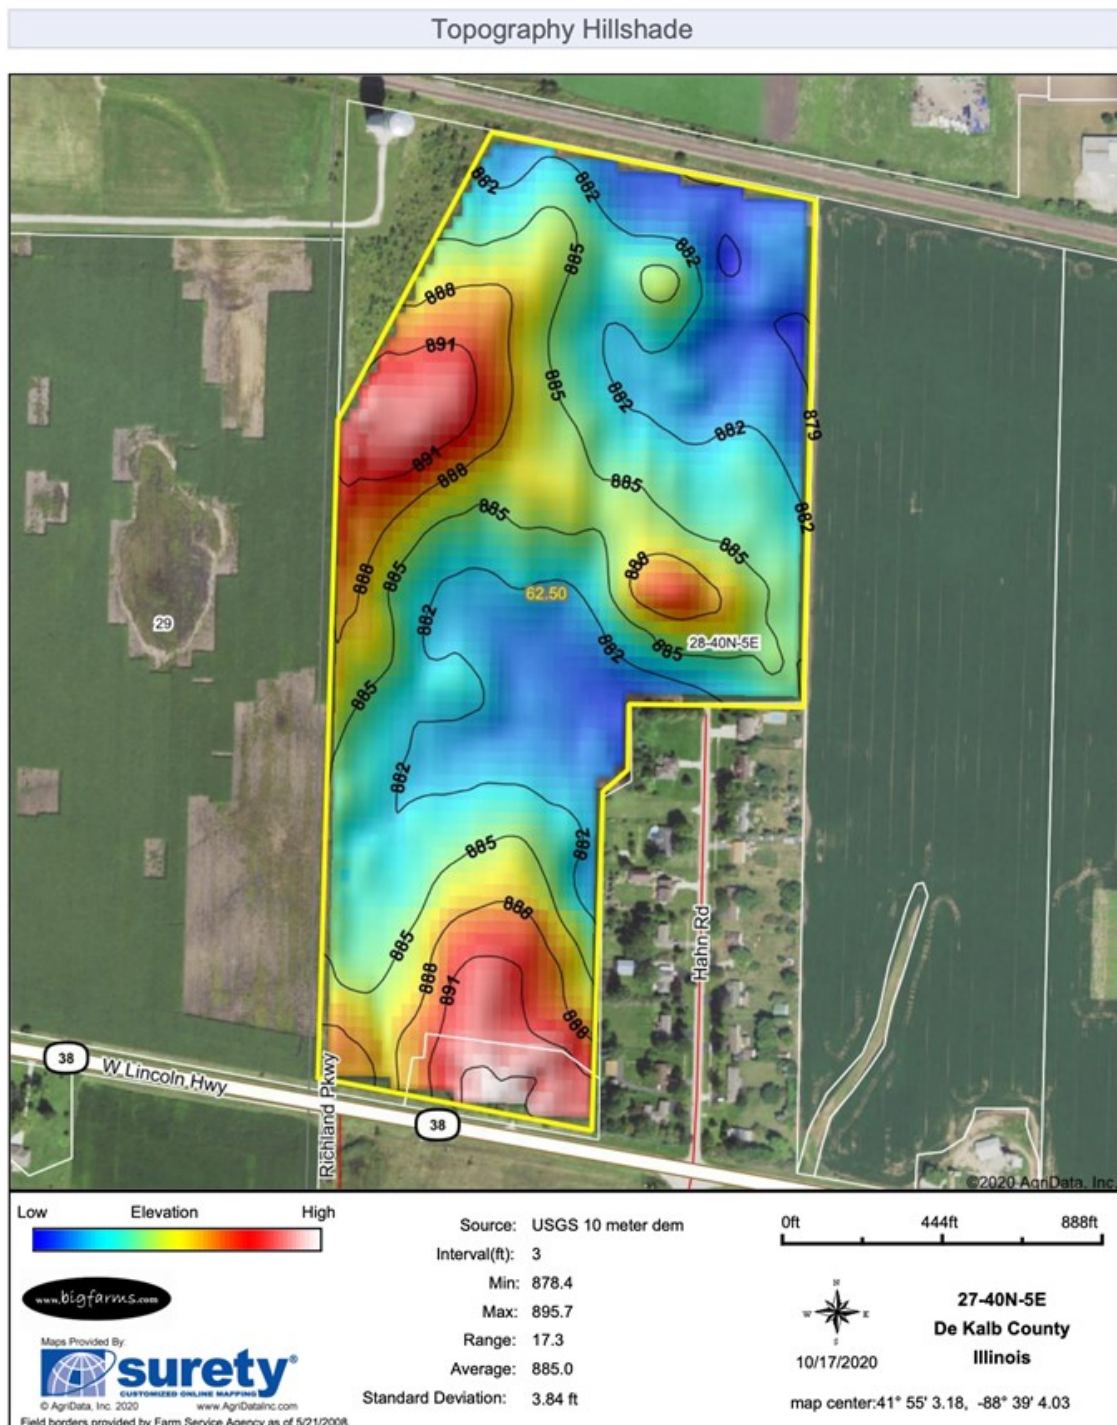 Topography Hillshade
882
882
885
882
888
891
885
882
882
879
891
888
885
885
882
885
888
888
885
62.50
882
29
882
885
28-40N-5E
885
882
885
882
888
885
Hahn Rd
888
891
888
38
W Lincoln Hwy
Richland Pkwy
38
©2020 AgriData, Inc.
Low Elevation High
Source: USGS 10 meter dem
Interval(ft): 3
Min: 878.4
Max: 895.7
Range: 17.3
Average: 885.0
Standard Deviation: 3.84 ft
0ft 444ft 888ft
N
W E
S
10/17/2020
27-40N-5E
De Kalb County
Illinois
map center:41° 55' 3.18, -88° 39' 4.03
www.bigfarms.com
Maps Provided By:
surety®
CUSTOMIZED ONLINE MAPPING
© AgriData, Inc. 2020 www.AgriDataInc.com
Field borders provided by Farm Service Agency as of 5/21/2008.